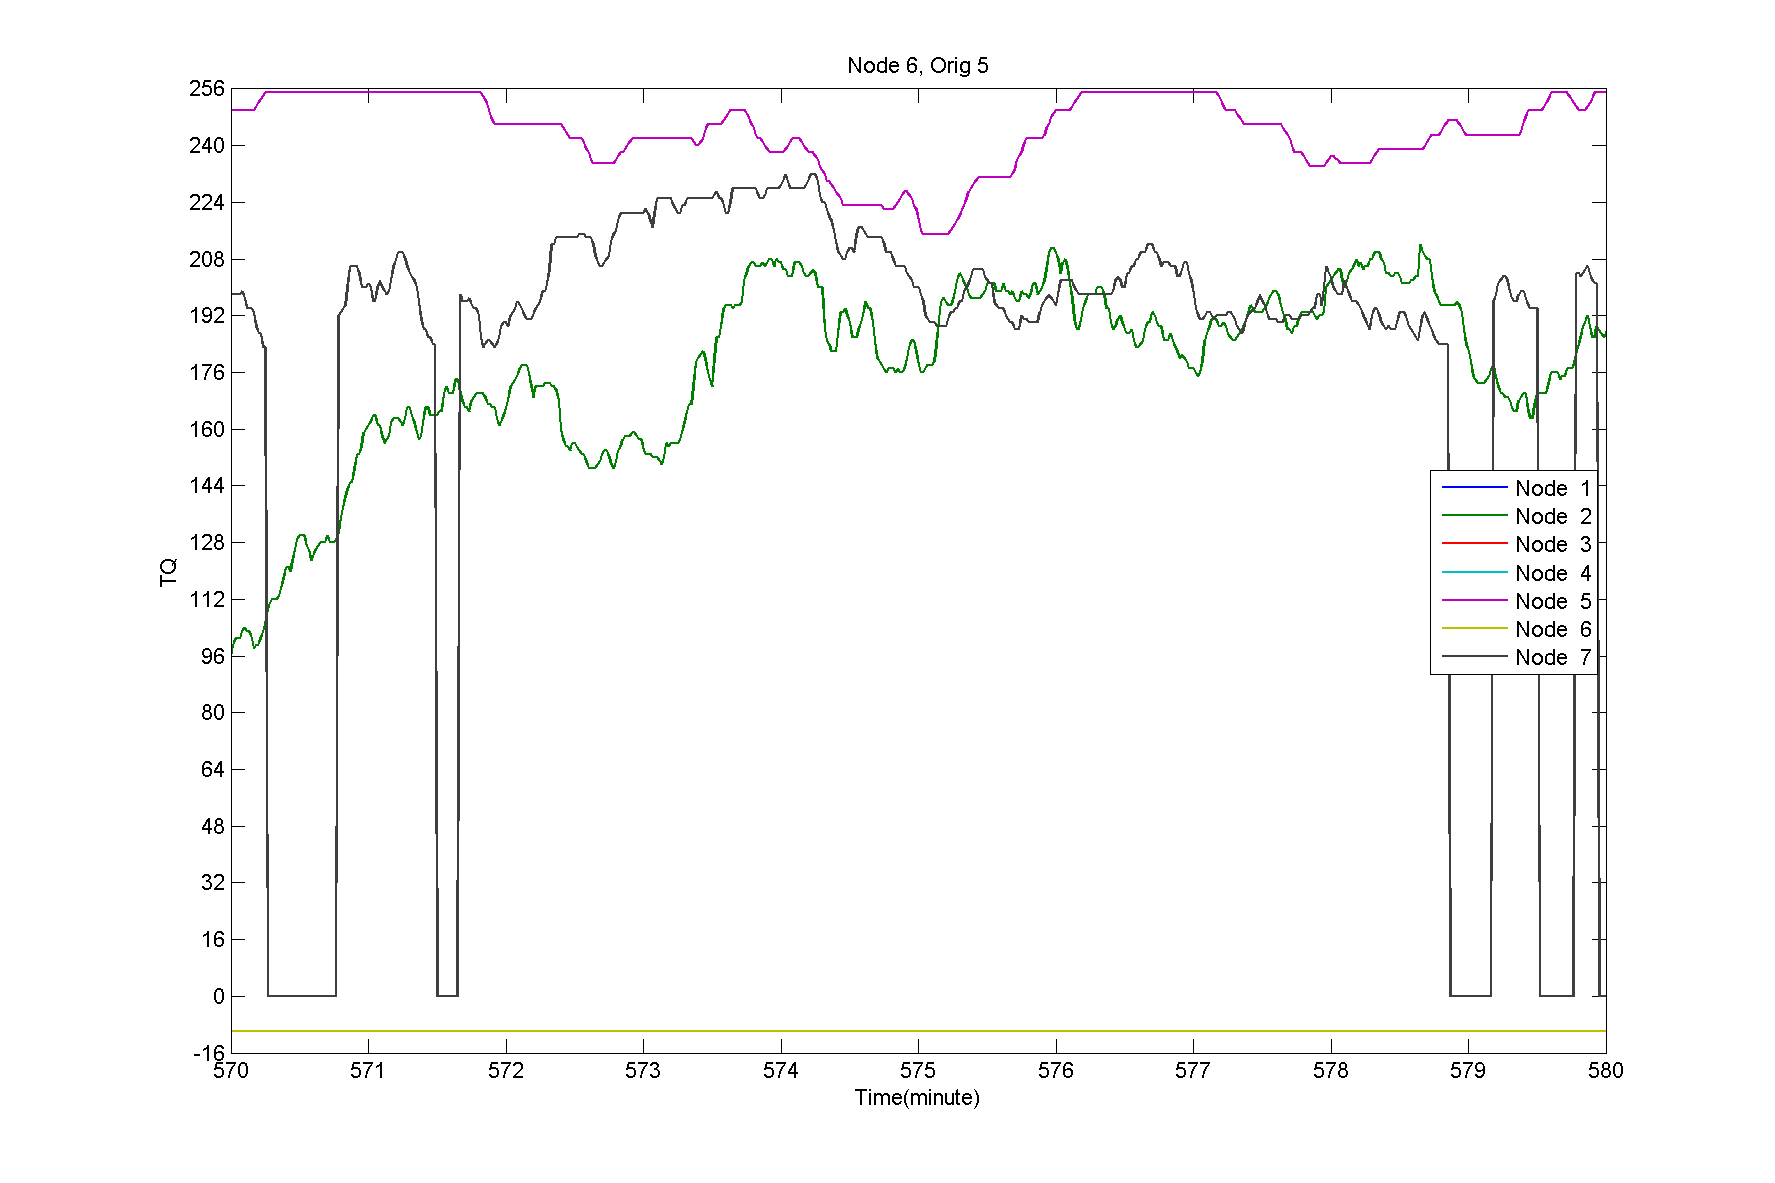 Node 6, Orig 5
256
240
224
208
192
176
160
144
128
112
96
80
64
48
32
16
0
-16
TQ
Node 1
Node 2
Node 3
Node 4
Node 5
Node 6
Node 7
570 571 572 573 574 575 576 577 578 579 580
Time(minute)